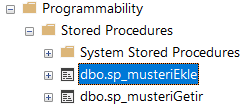 Programmability
Stored Procedures
System Stored Procedures
dbo.sp_musteriEkle
dbo.sp_musteriGetir